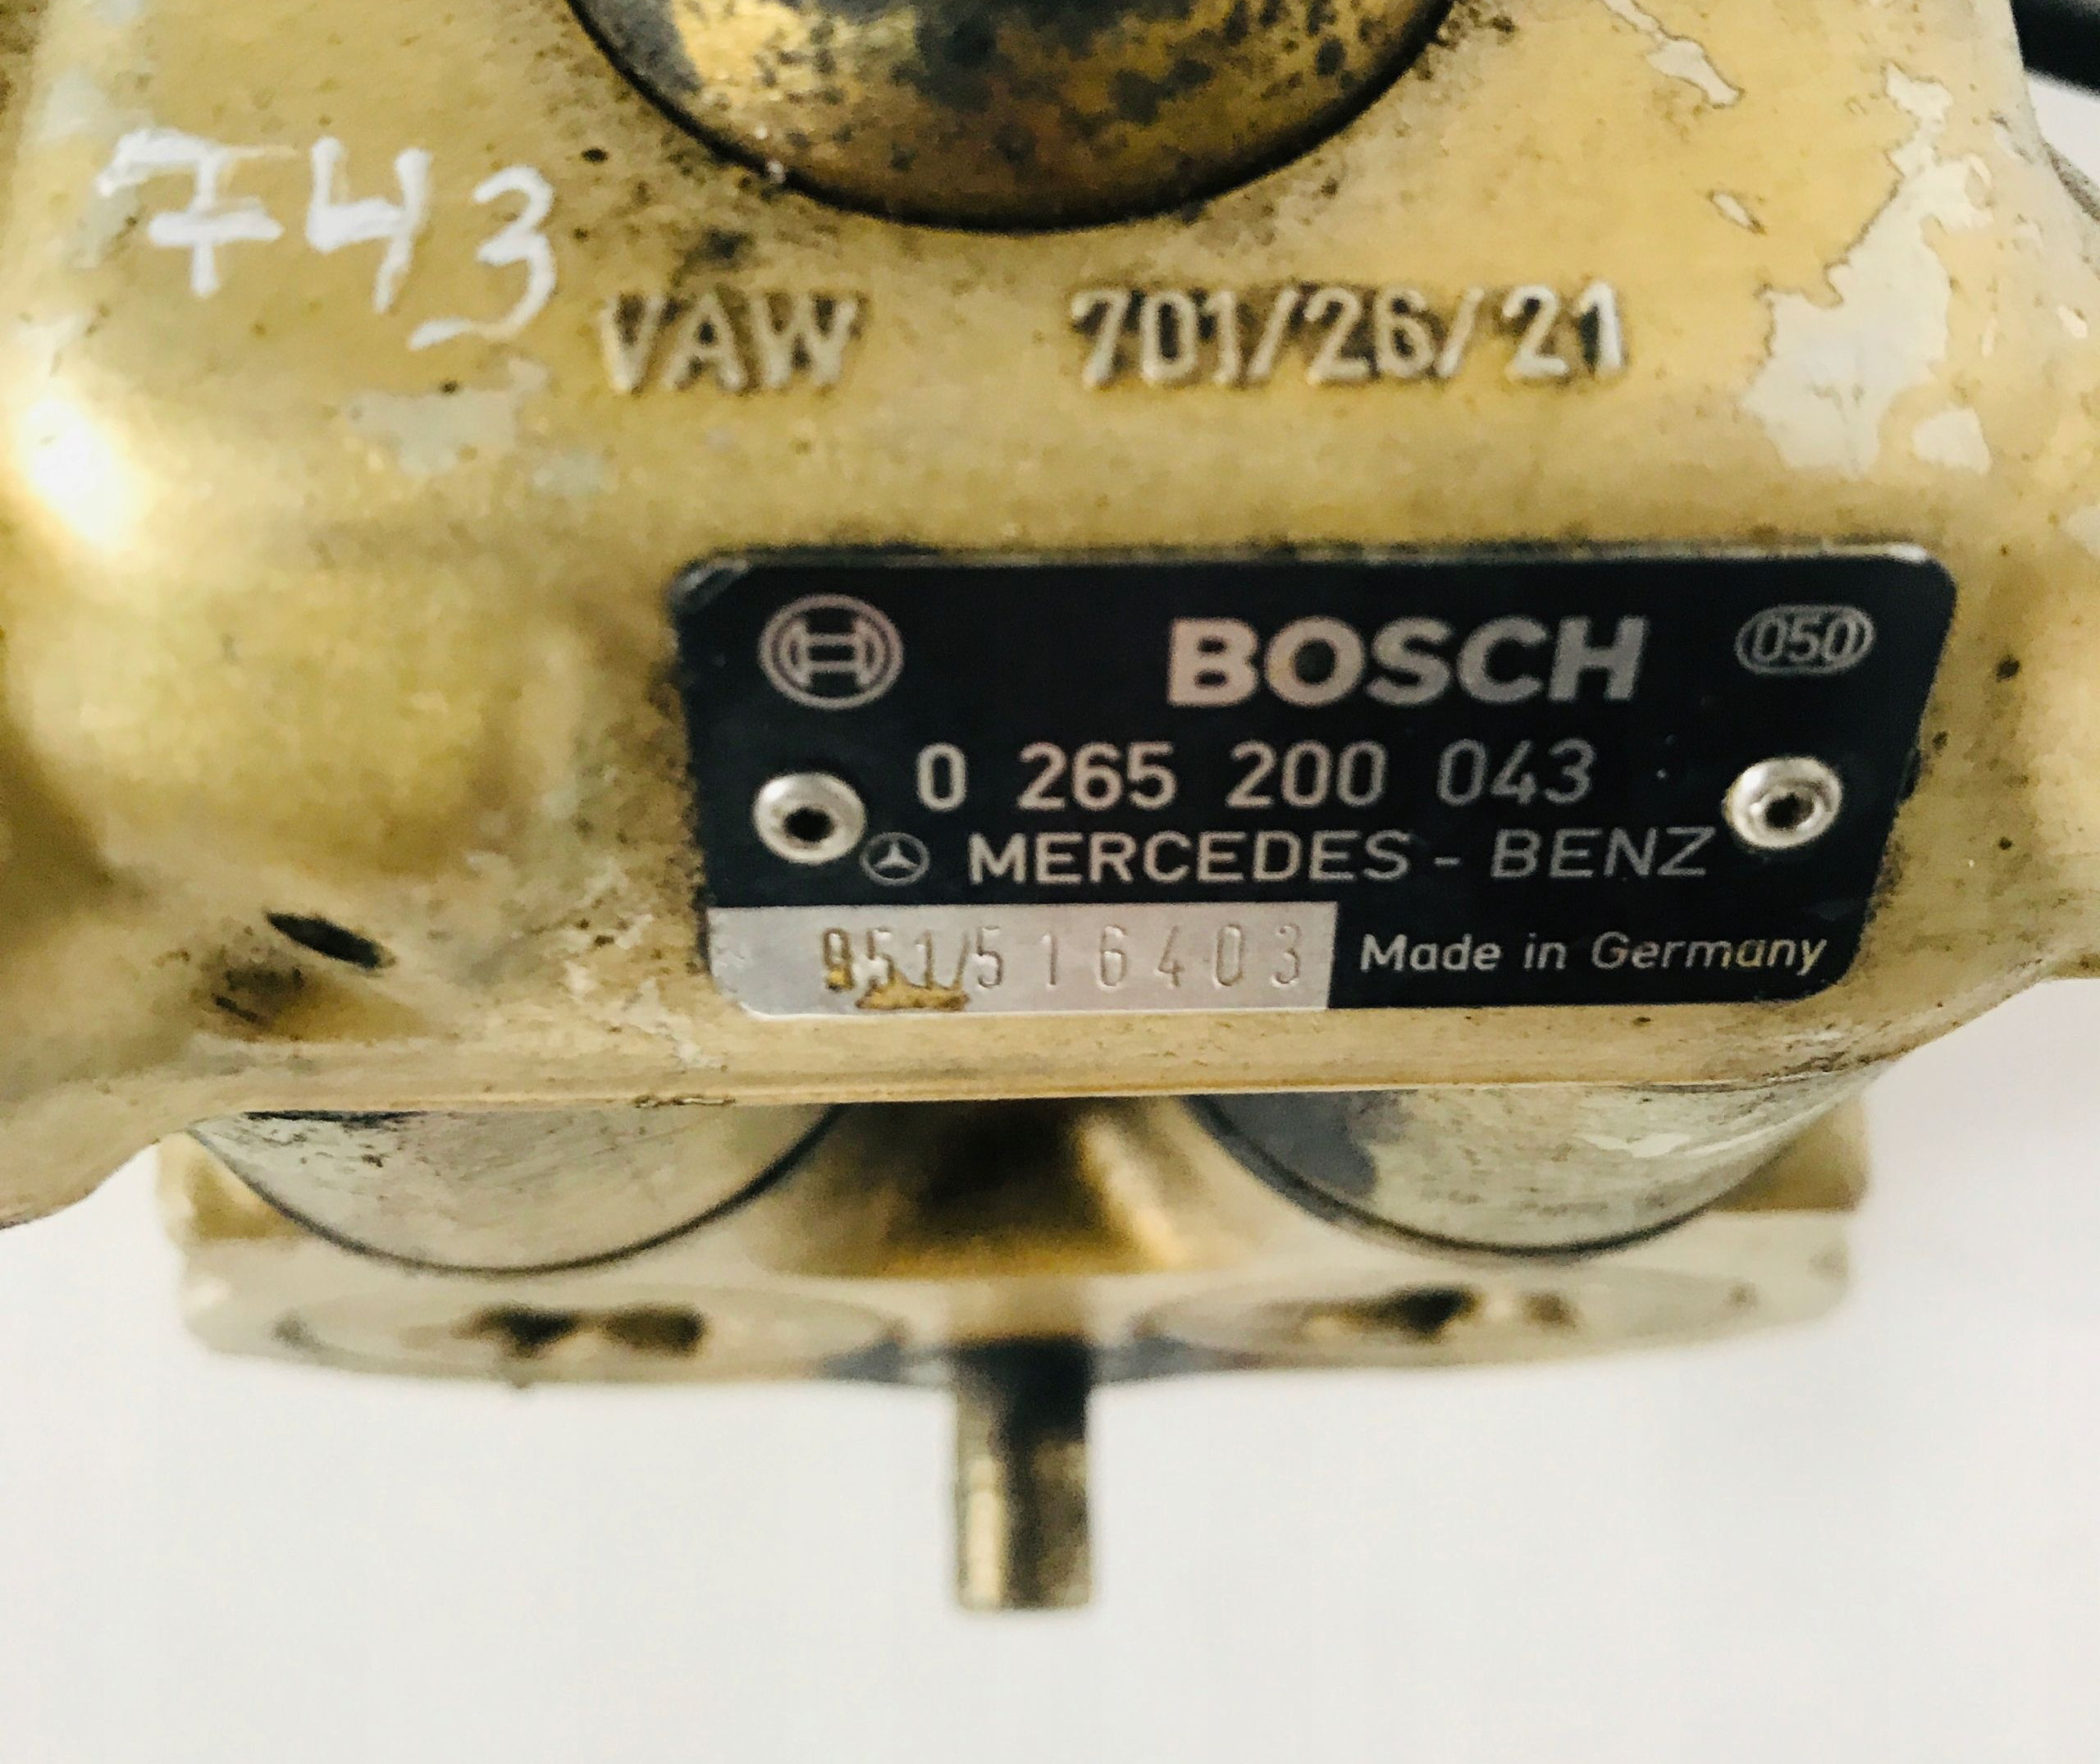 743
VAW 701/26/21
BOSCH 050
0 265 200 043
MERCEDES - BENZ
951/516403 Made in Germany